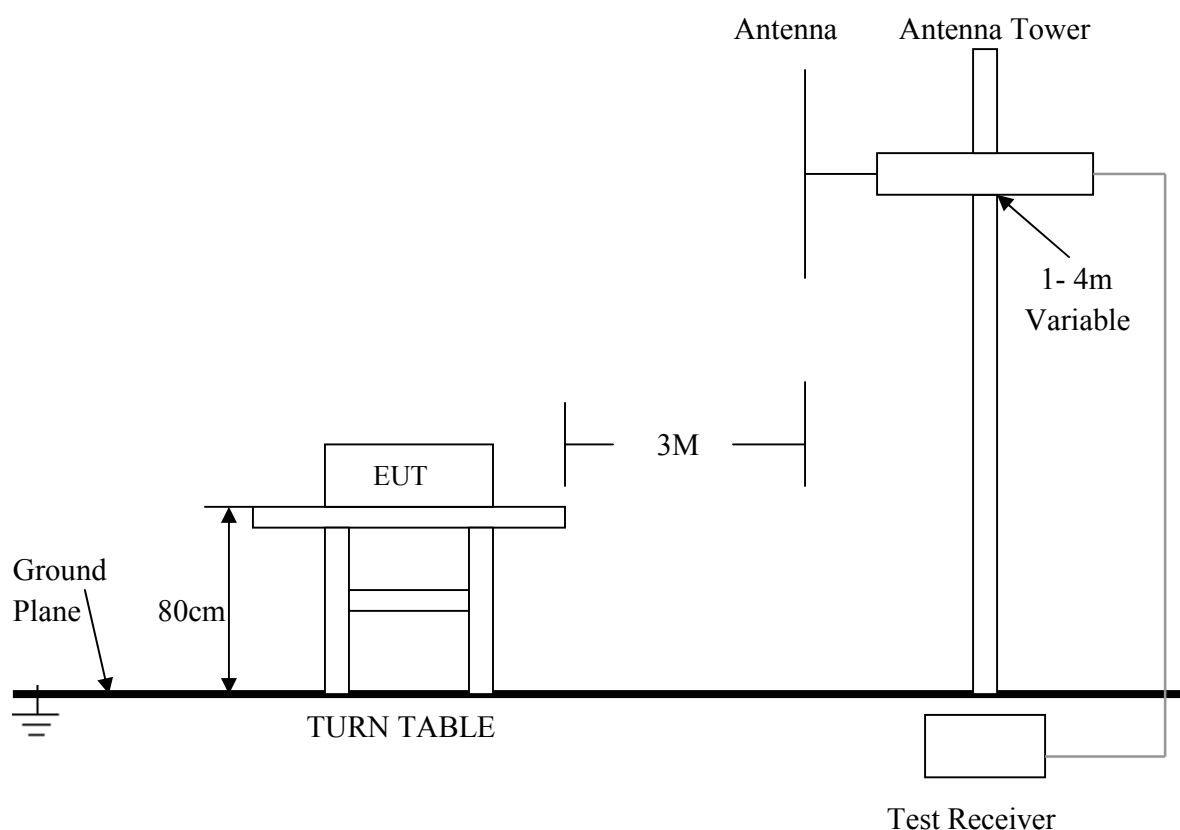 Antenna
Antenna Tower
1- 4m
Variable
3M
EUT
Ground
Plane
80cm
TURN TABLE
Test Receiver